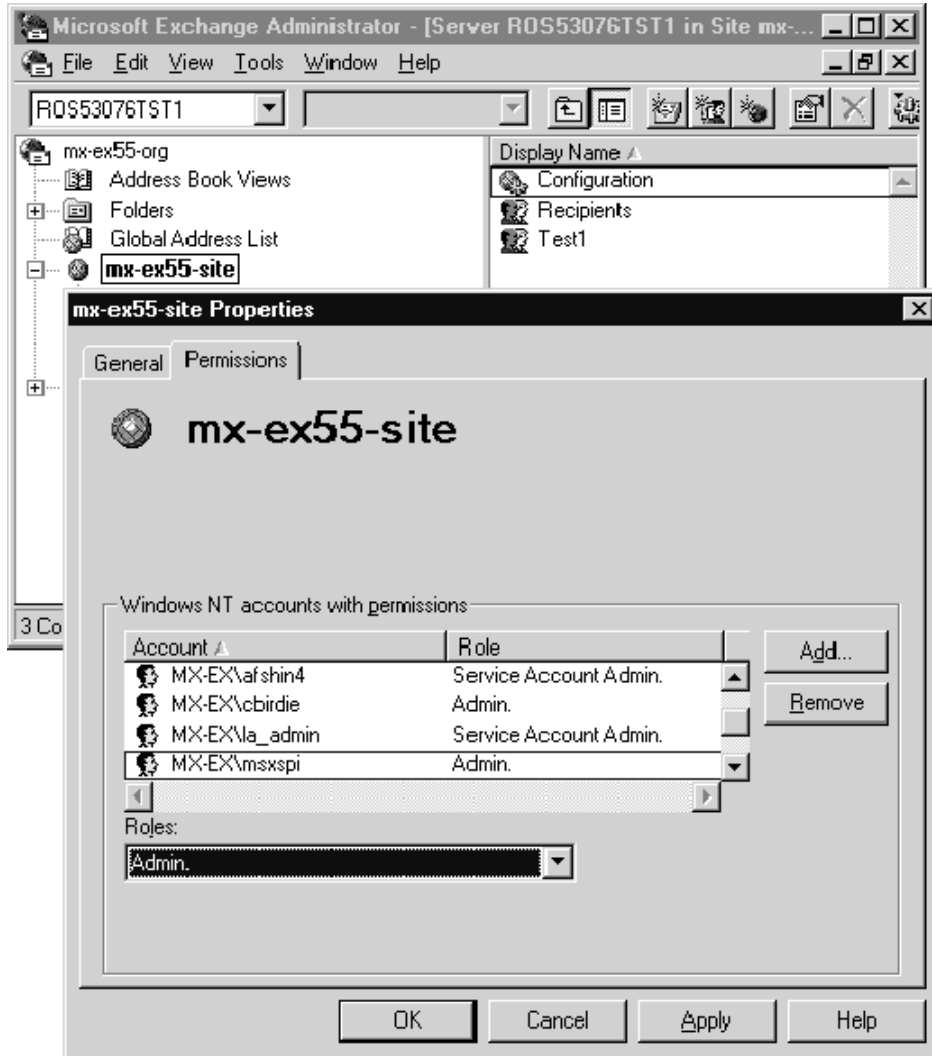 Microsoft Exchange Administrator - [Server ROS53076TST1 in Site mx-...
File Edit View Tools Window Help
ROS53076TST1
mx-ex55-org
Address Book Views
Folders
Global Address List
mx-ex55-site
Display Name
Configuration
Recipients
Test1
3 Co
mx-ex55-site Properties
General Permissions
mx-ex55-site
Windows NT accounts with permissions
Account Role
MX-EX\afshin4 Service Account Admin.
MX-EX\cbirdie Admin.
MX-EX\la_admin Service Account Admin.
MX-EX\msxspi Admin.
Add...
Remove
Roles:
Admin.
OK Cancel Apply Help